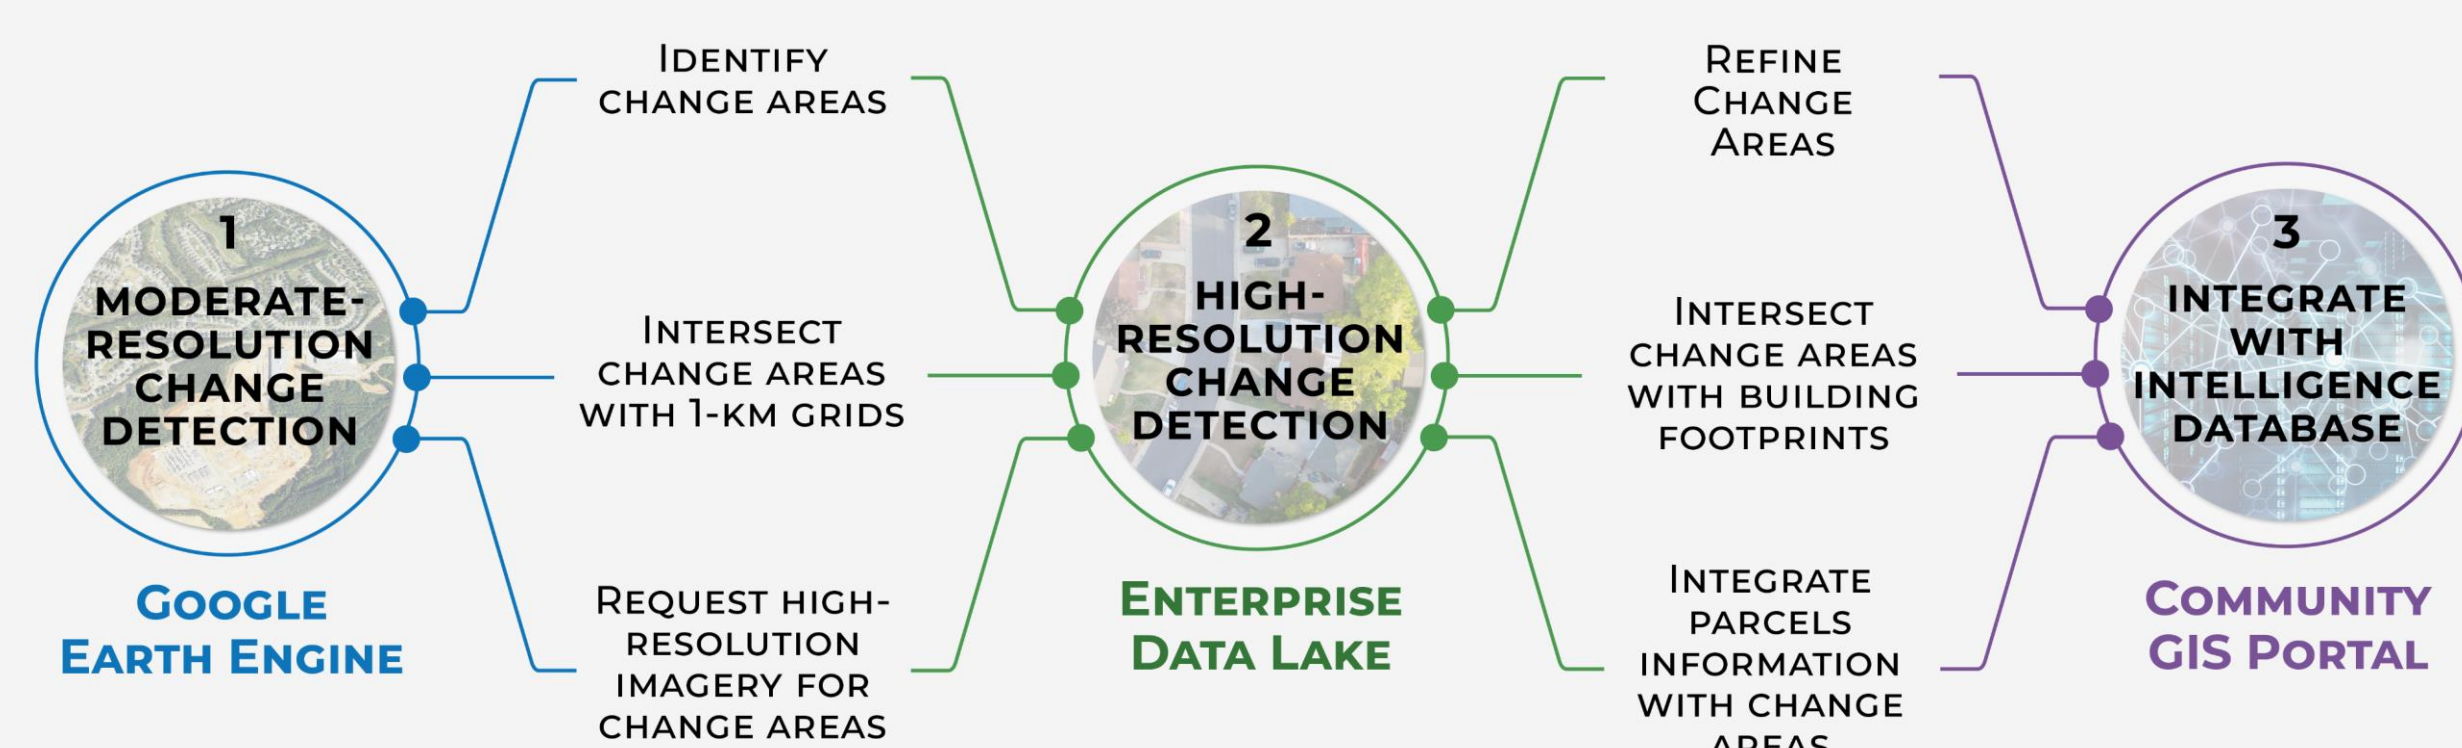 1
MODERATE-
RESOLUTION
CHANGE
DETECTION
GOOGLE
EARTH ENGINE
IDENTIFY
CHANGE AREAS
INTERSECT
CHANGE AREAS
WITH 1-KM GRIDS
REQUEST HIGH-
RESOLUTION
IMAGERY FOR
CHANGE AREAS
2
HIGH-
RESOLUTION
CHANGE
DETECTION
ENTERPRISE
DATA LAKE
REFINE
CHANGE
AREAS
INTERSECT
CHANGE AREAS
WITH BUILDING
FOOTPRINTS
INTEGRATE
PARCELS
INFORMATION
WITH CHANGE
AREAS
3
INTEGRATE
WITH
INTELLIGENCE
DATABASE
COMMUNITY
GIS PORTAL